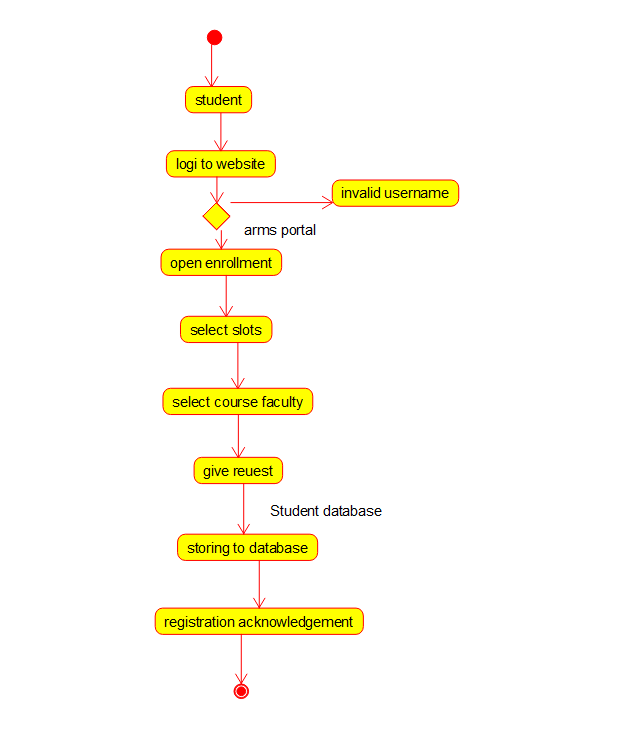 student
logi to website
invalid username
arms portal
open enrollment
select slots
select course faculty
give reuest
Student database
storing to database
registration acknowledgement